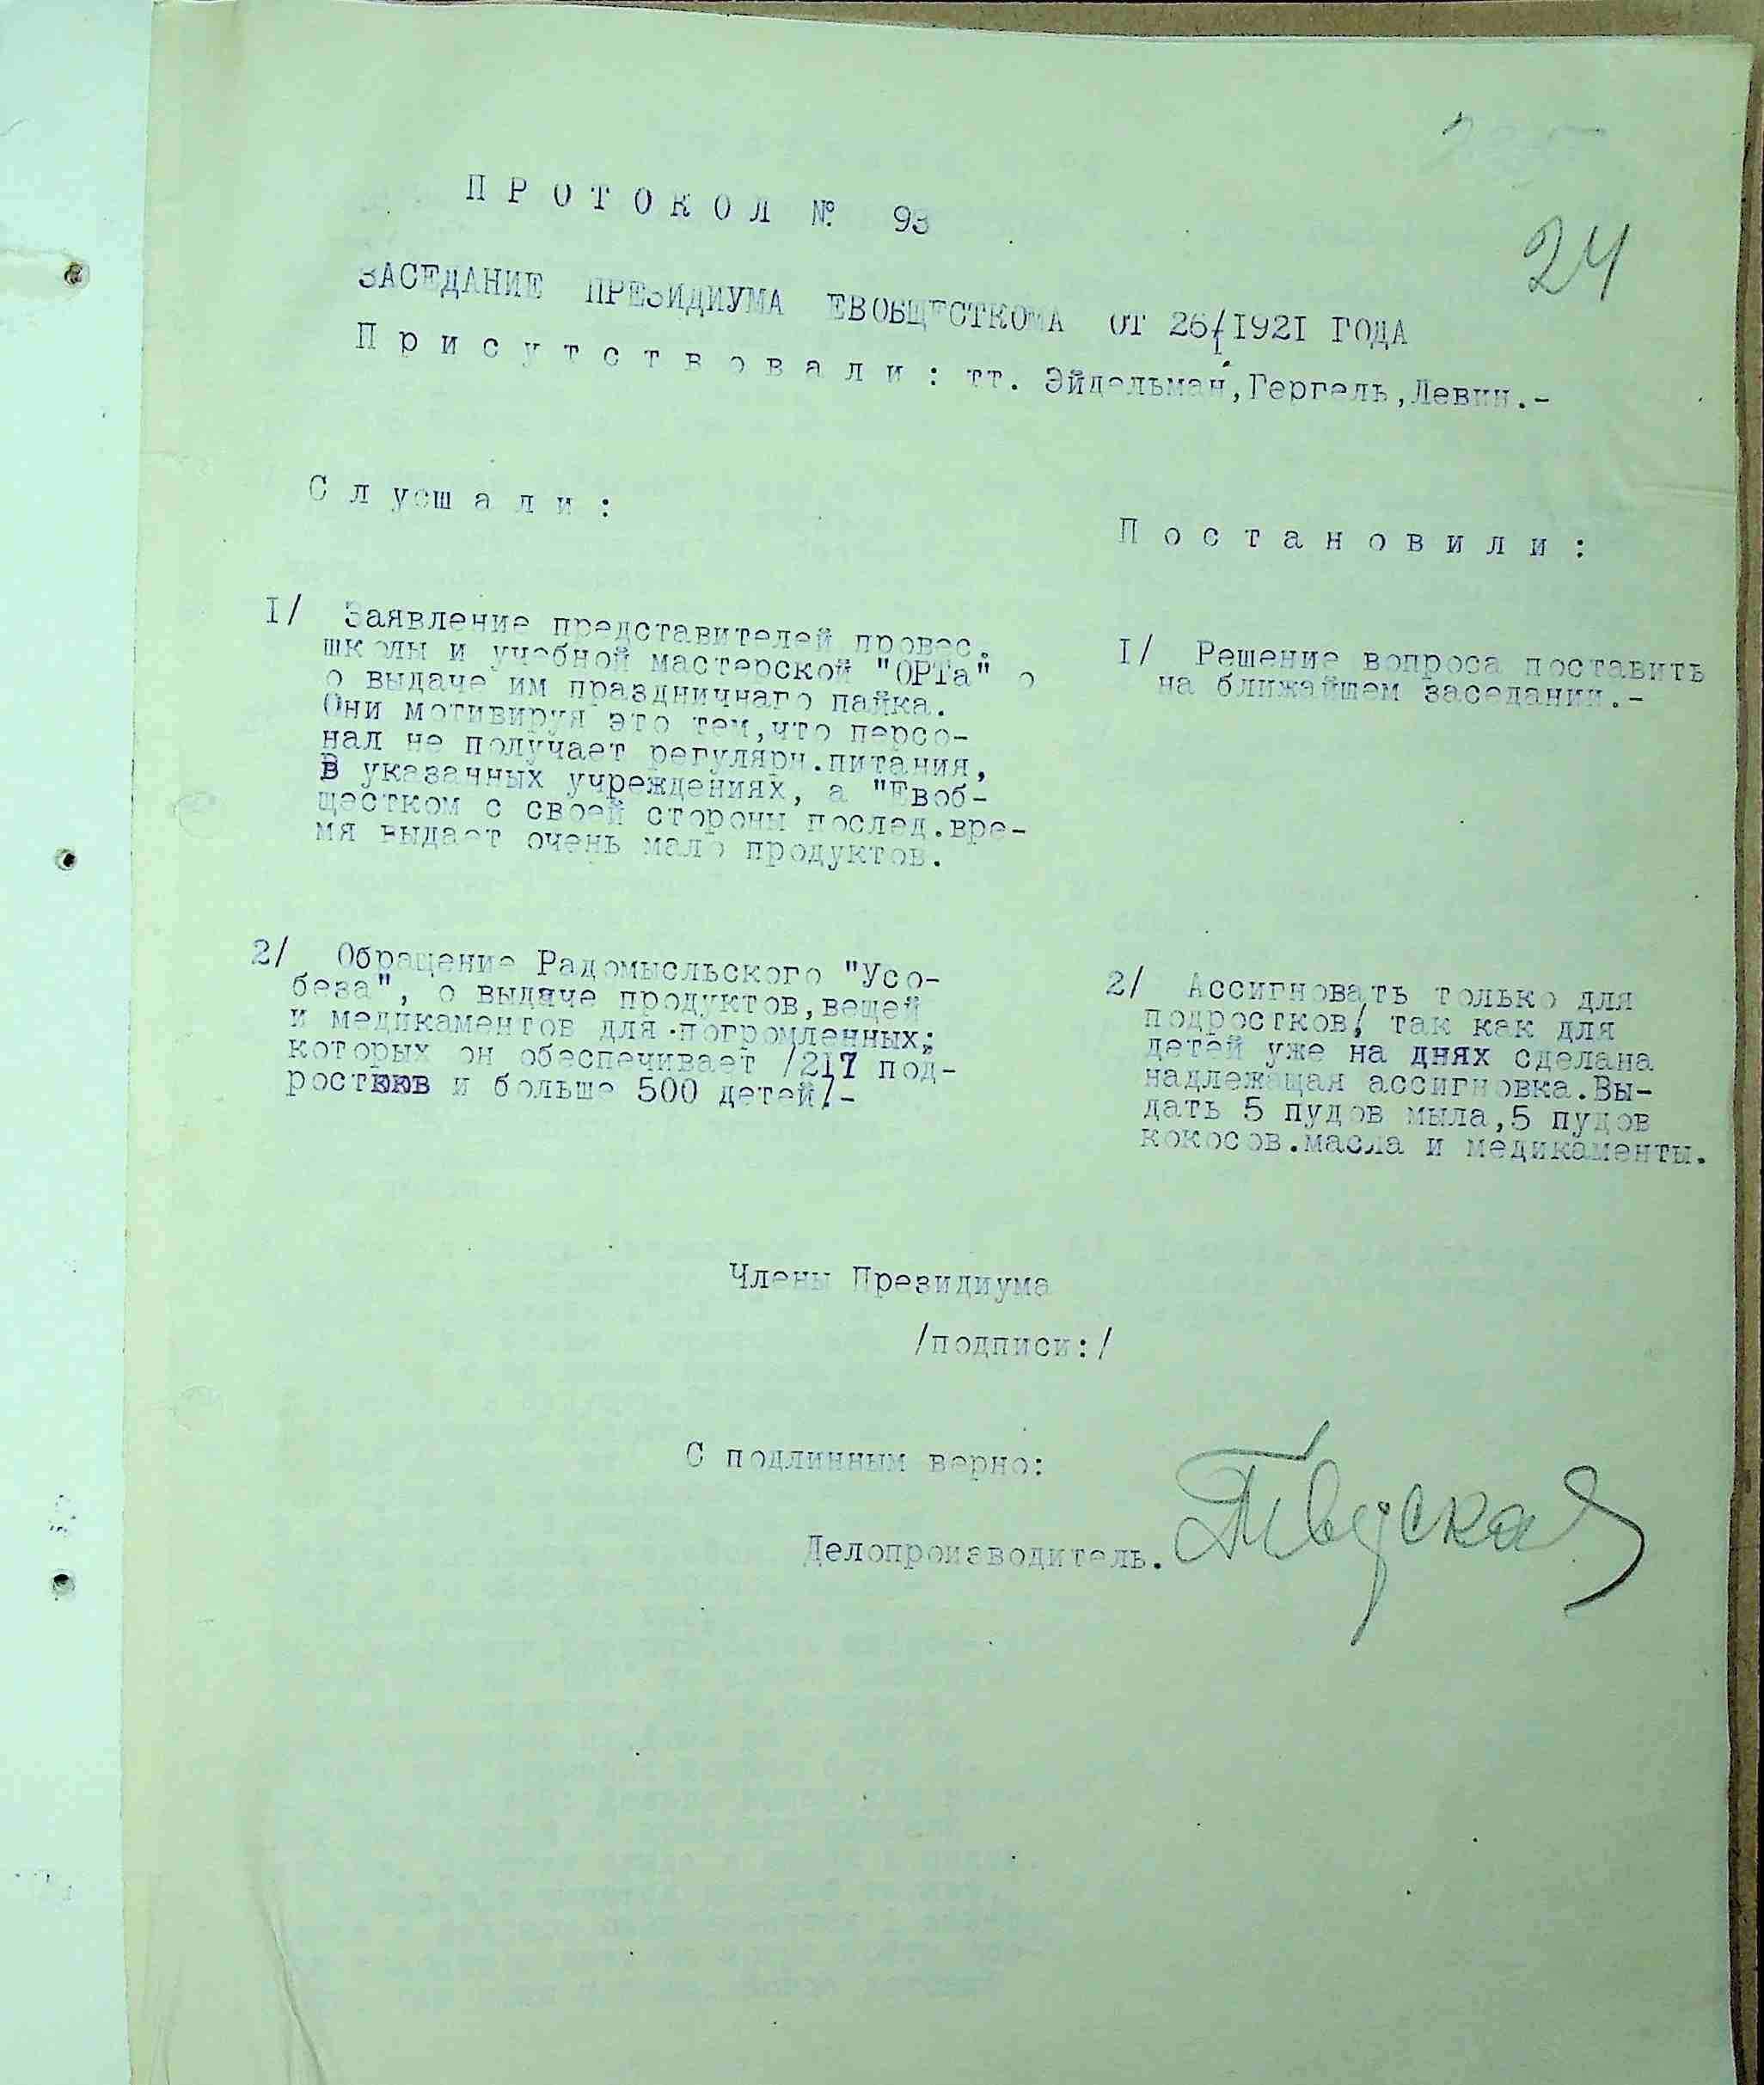 24
П Р О Т О К О Л № 93
ЗАСЕДАНИЕ ПРЕЗИДИУМА ЕВОБЩЕСТКОМА ОТ 26/ I92I ГОДА
П р и с у т с т в о в а л и : тт. Эйдельман,Гергель,Левин.-
С л у с ш а л и :
I/ Заявление представителей провес.
школы и учебной мастерской "ОРТа" о
о выдаче им праздничнаго пайка.
Они мотивируя это тем,что персо-
нал не получает регулярн.питания,
в указанных учреждениях, а "Евоб-
щестком с своей стороны послед.вре-
мя выдает очень мало продуктов.
2/ Обращение Радомысльского "Усо-
беза", о выдаче продуктов,вещей
и медикаментов для погромленных;
которых он обеспечивает /217 под-
ростков и больше 500 детей/-
П о с т а н о в и л и :
I/ Решение вопроса поставить
на ближайшем заседании.-
2/ Ассигновать только для
подростков, так как для
детей уже на днях сделана
надлежащая ассигновка.Вы-
дать 5 пудов мыла,5 пудов
кокосов.масла и медикаменты.
Члены Президиума
/подписи:/
С подлинным верно:
Делопроизводитель.